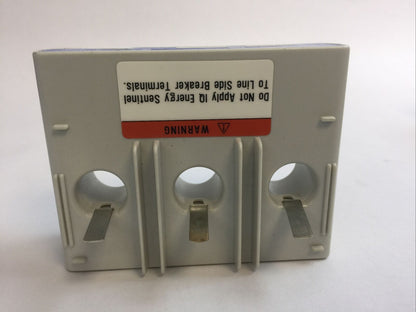 WARNING
Do Not Apply IQ Energy Sentinel
To Line Side Breaker Terminals.